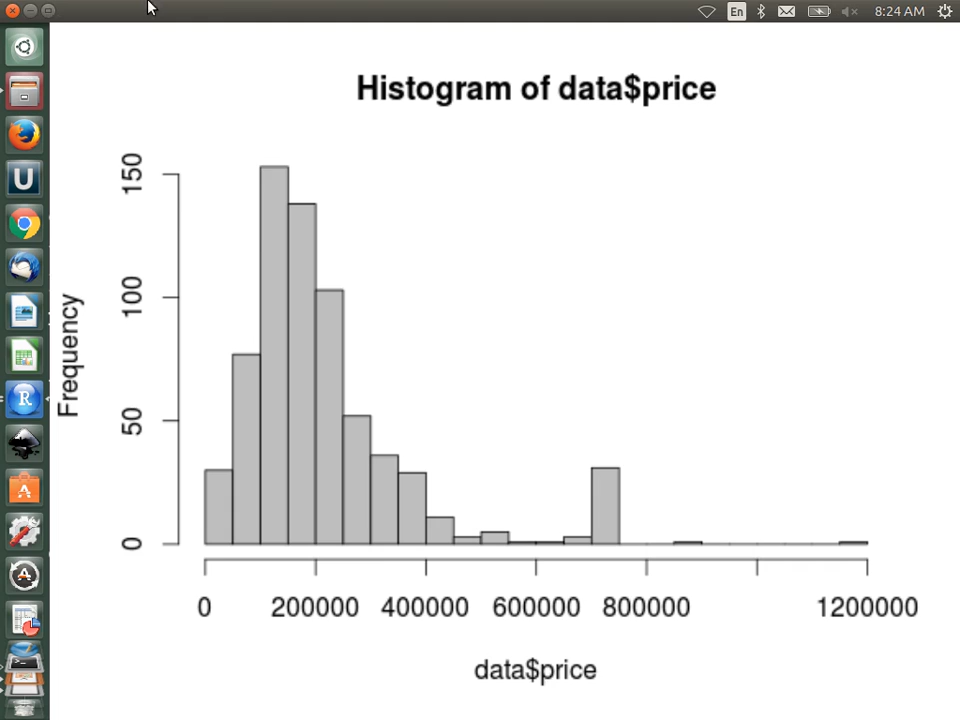 En 8:24 AM
Histogram of data$price
150
100
50
0
Frequency
0 200000 400000 600000 800000 1200000
data$price